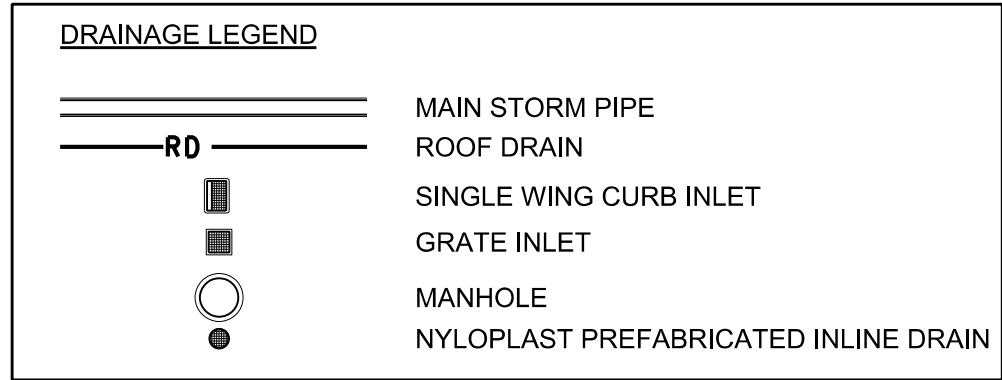 DRAINAGE LEGEND
MAIN STORM PIPE
RD ROOF DRAIN
SINGLE WING CURB INLET
GRATE INLET
MANHOLE
NYLOPLAST PREFABRICATED INLINE DRAIN